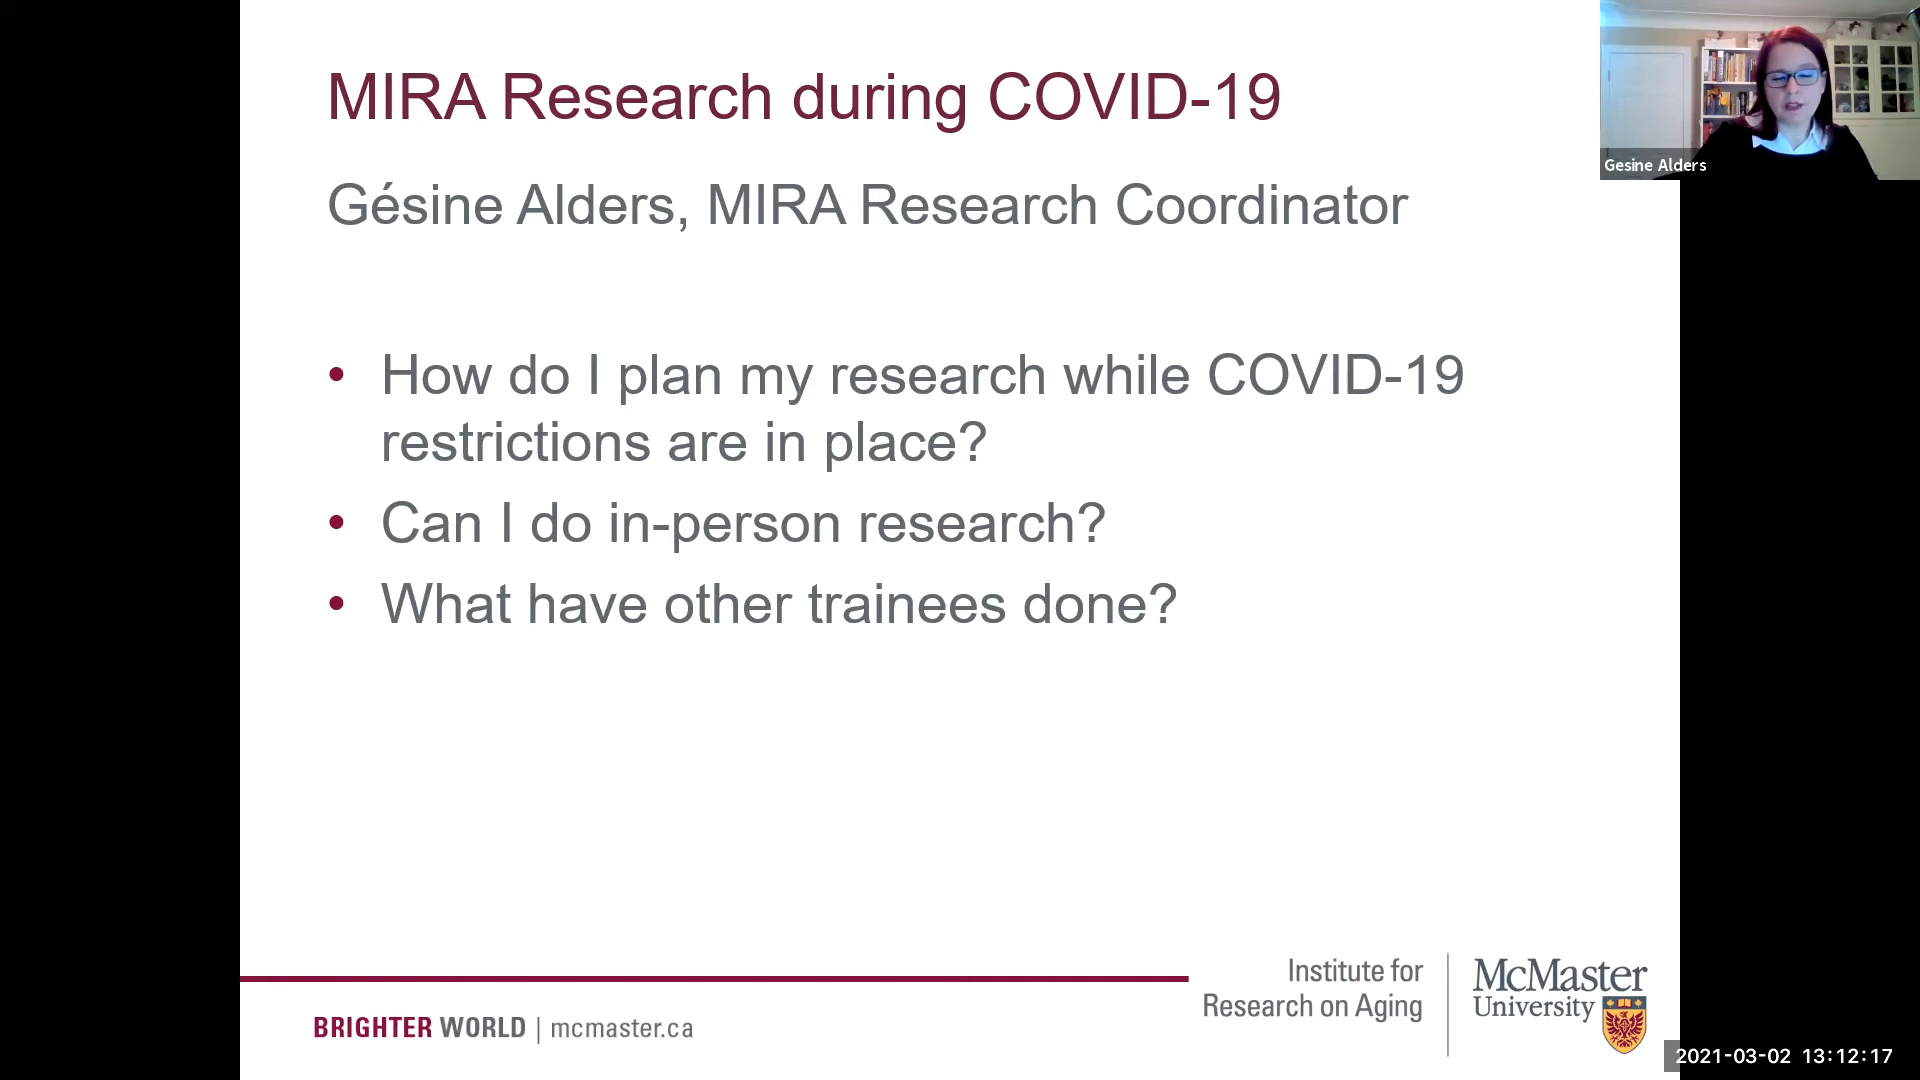 MIRA Research during COVID-19
Gesine Alders
Gésine Alders, MIRA Research Coordinator
• How do I plan my research while COVID-19
restrictions are in place?
• Can I do in-person research?
• What have other trainees done?
Institute for
Research on Aging
McMaster
University
BRIGHTER WORLD | mcmaster.ca
2021-03-02 13:12:17